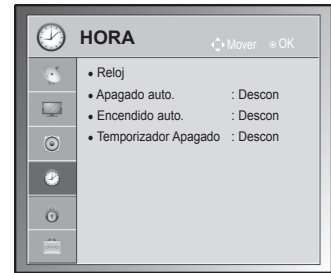 HORA Mover OK
• Reloj
• Apagado auto. : Descon
• Encendido auto. : Descon
• Temporizador Apagado : Descon